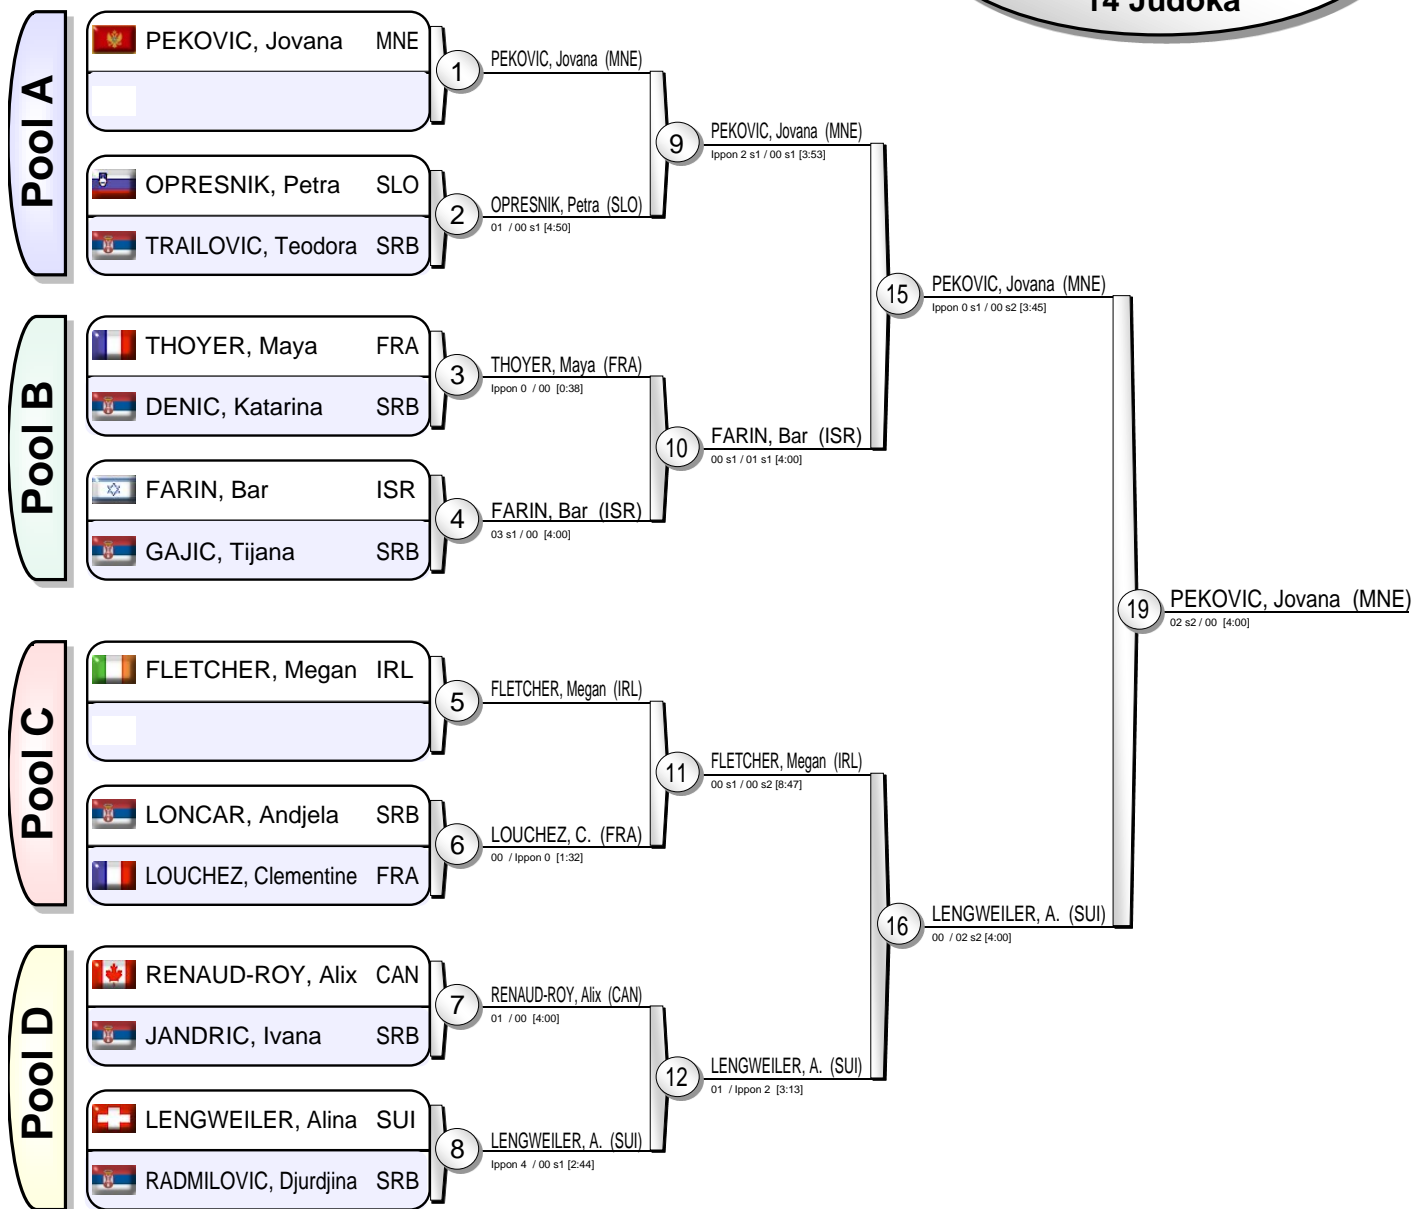 14 Judoka
Pool A
PEKOVIC, Jovana MNE
OPRESNIK, Petra SLO
TRAILOVIC, Teodora SRB
Pool B
THOYER, Maya FRA
DENIC, Katarina SRB
FARIN, Bar ISR
GAJIC, Tijana SRB
Pool C
FLETCHER, Megan IRL
LONCAR, Andjela SRB
LOUCHEZ, Clementine FRA
Pool D
RENAUD-ROY, Alix CAN
JANDRIC, Ivana SRB
LENGWEILER, Alina SUI
RADMILOVIC, Djurdjina SRB
1
PEKOVIC, Jovana (MNE)
2
OPRESNIK, Petra (SLO)
01 / 00 s1 [4:50]
3
THOYER, Maya (FRA)
Ippon 0 / 00 [0:38]
4
FARIN, Bar (ISR)
03 s1 / 00 [4:00]
5
FLETCHER, Megan (IRL)
6
LOUCHEZ, C. (FRA)
00 / Ippon 0 [1:32]
7
RENAUD-ROY, Alix (CAN)
01 / 00 [4:00]
8
LENGWEILER, A. (SUI)
Ippon 4 / 00 s1 [2:44]
9
PEKOVIC, Jovana (MNE)
Ippon 2 s1 / 00 s1 [3:53]
10
FARIN, Bar (ISR)
00 s1 / 01 s1 [4:00]
11
FLETCHER, Megan (IRL)
00 s1 / 00 s2 [8:47]
12
LENGWEILER, A. (SUI)
01 / Ippon 2 [3:13]
15
PEKOVIC, Jovana (MNE)
Ippon 0 s1 / 00 s2 [3:45]
16
LENGWEILER, A. (SUI)
00 / 02 s2 [4:00]
19
PEKOVIC, Jovana (MNE)
02 s2 / 00 [4:00]